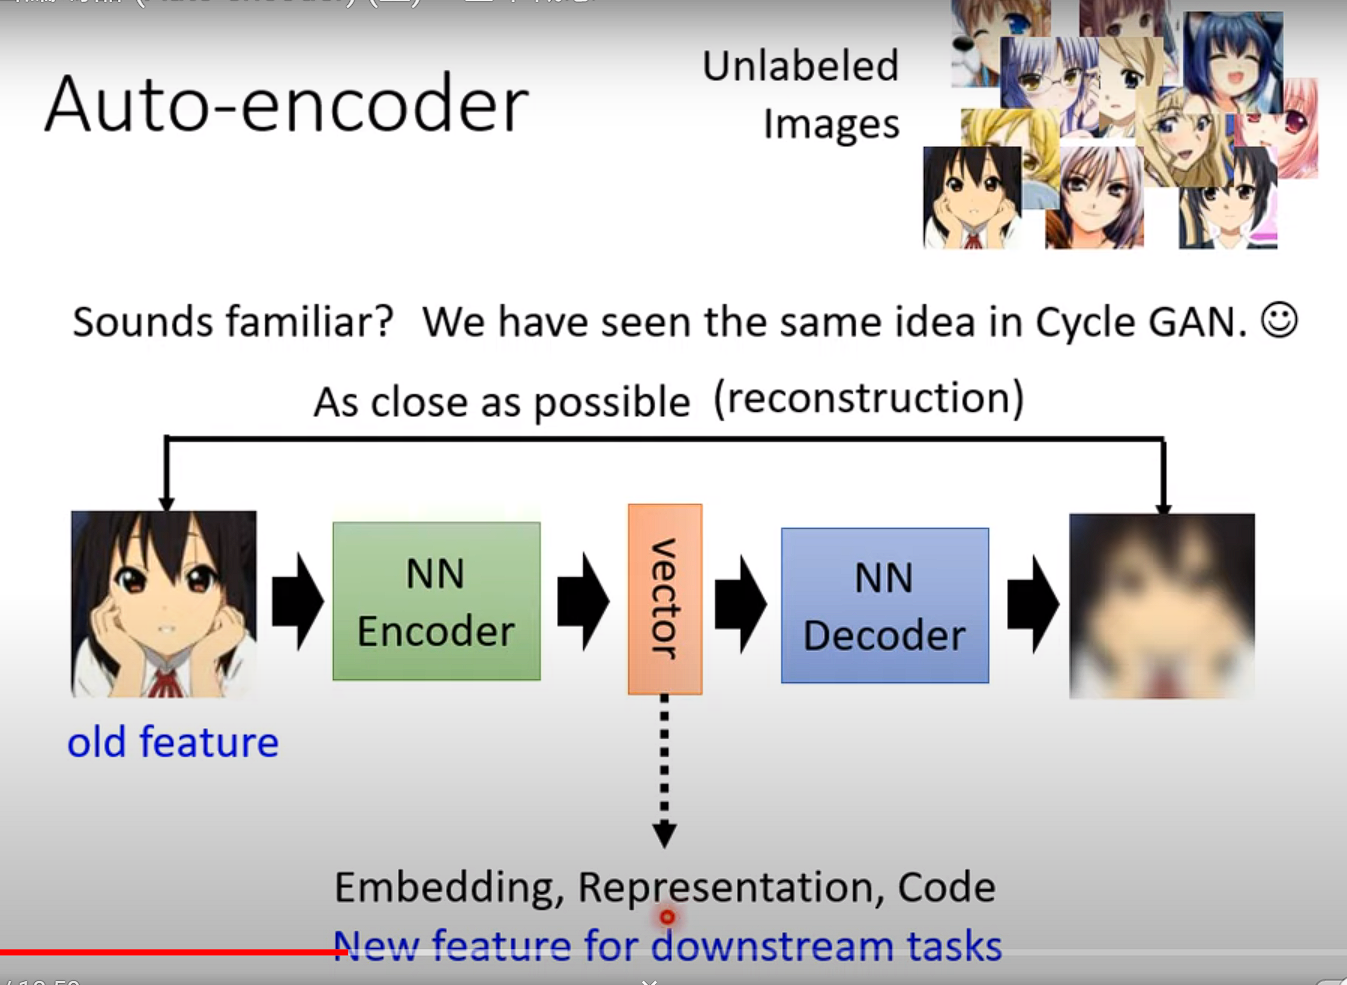 Auto-encoder
Unlabeled
Images
Sounds familiar? We have seen the same idea in Cycle GAN. ☺
As close as possible (reconstruction)
NN
Encoder
vector
NN
Decoder
old feature
Embedding, Representation, Code
New feature for downstream tasks